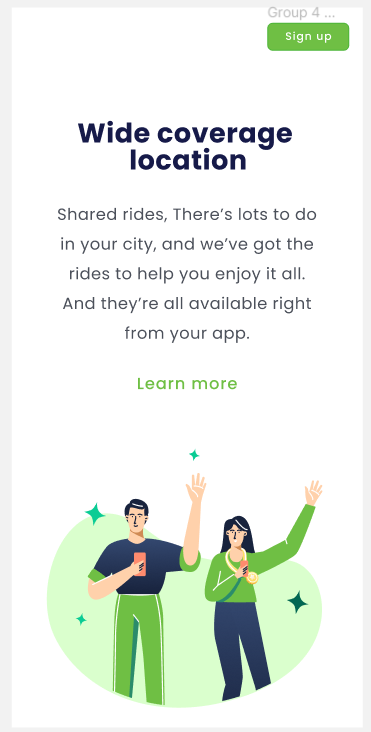 Group 4 ...
Sign up
Wide coverage
location
Shared rides, There's lots to do
in your city, and we've got the
rides to help you enjoy it all.
And they're all available right
from your app.
Learn more